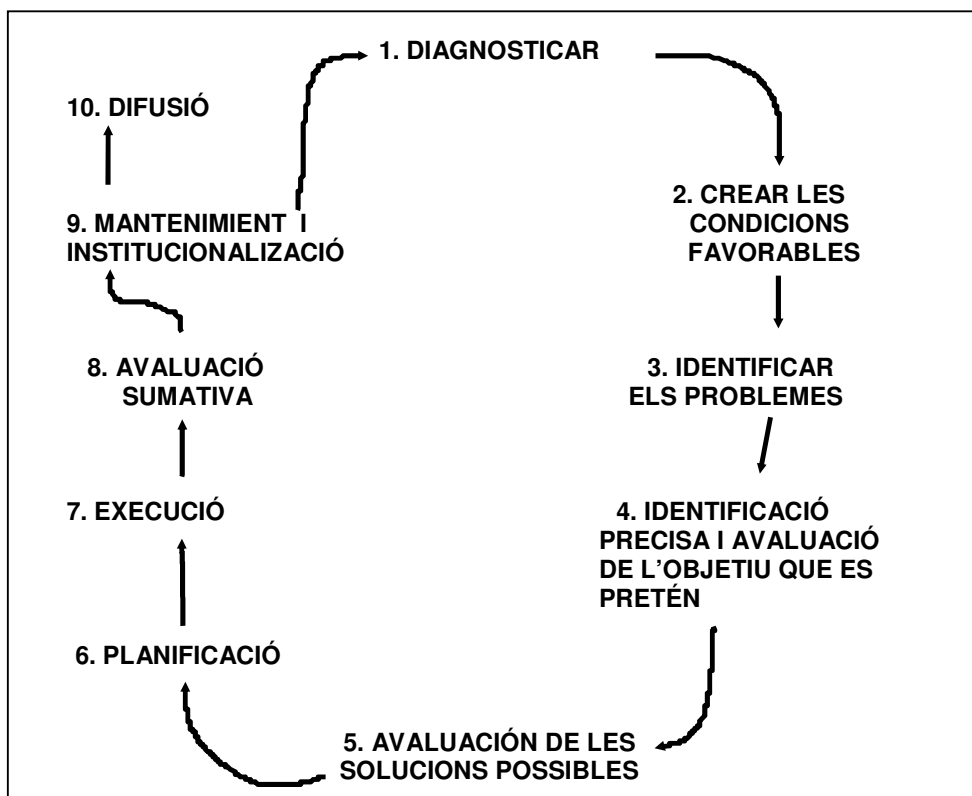 1. DIAGNOSTICAR
2. CREAR LES
CONDICIONS
FAVORABLES
3. IDENTIFICAR
ELS PROBLEMES
4. IDENTIFICACIÓ
PRECISA I AVALUACIÓ
DE L’OBJETIU QUE ES
PRETÉN
5. AVALUACIÓN DE LES
SOLUCIONS POSSIBLES
6. PLANIFICACIÓ
7. EXECUCIÓ
8. AVALUACIÓ
SUMATIVA
9. MANTENIMIENT I
INSTITUCIONALIZACIÓ
10. DIFUSIÓ